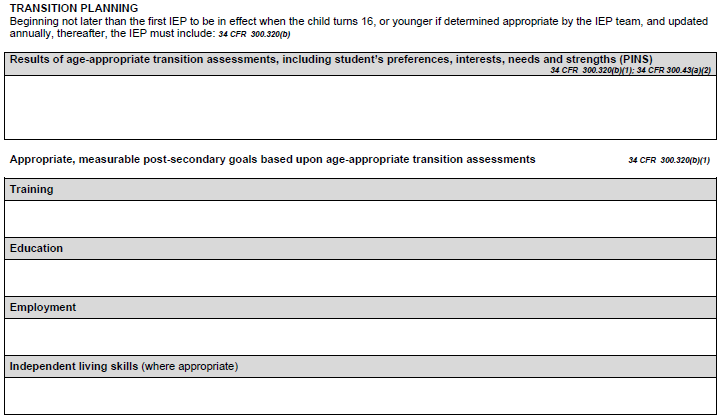 TRANSITION PLANNING
Beginning not later than the first IEP to be in effect when the child turns 16, or younger if determined appropriate by the IEP team, and updated
annually, thereafter, the IEP must include: 34 CFR 300.320(b)
Results of age-appropriate transition assessments, including student's preferences, interests, needs and strengths (PINS)
34 CFR 300.320(b)(1); 34 CFR 300.43(a)(2)
Appropriate, measurable post-secondary goals based upon age-appropriate transition assessments 34 CFR 300.320(b)(1)
Training
Education
Employment
Independent living skills (where appropriate)